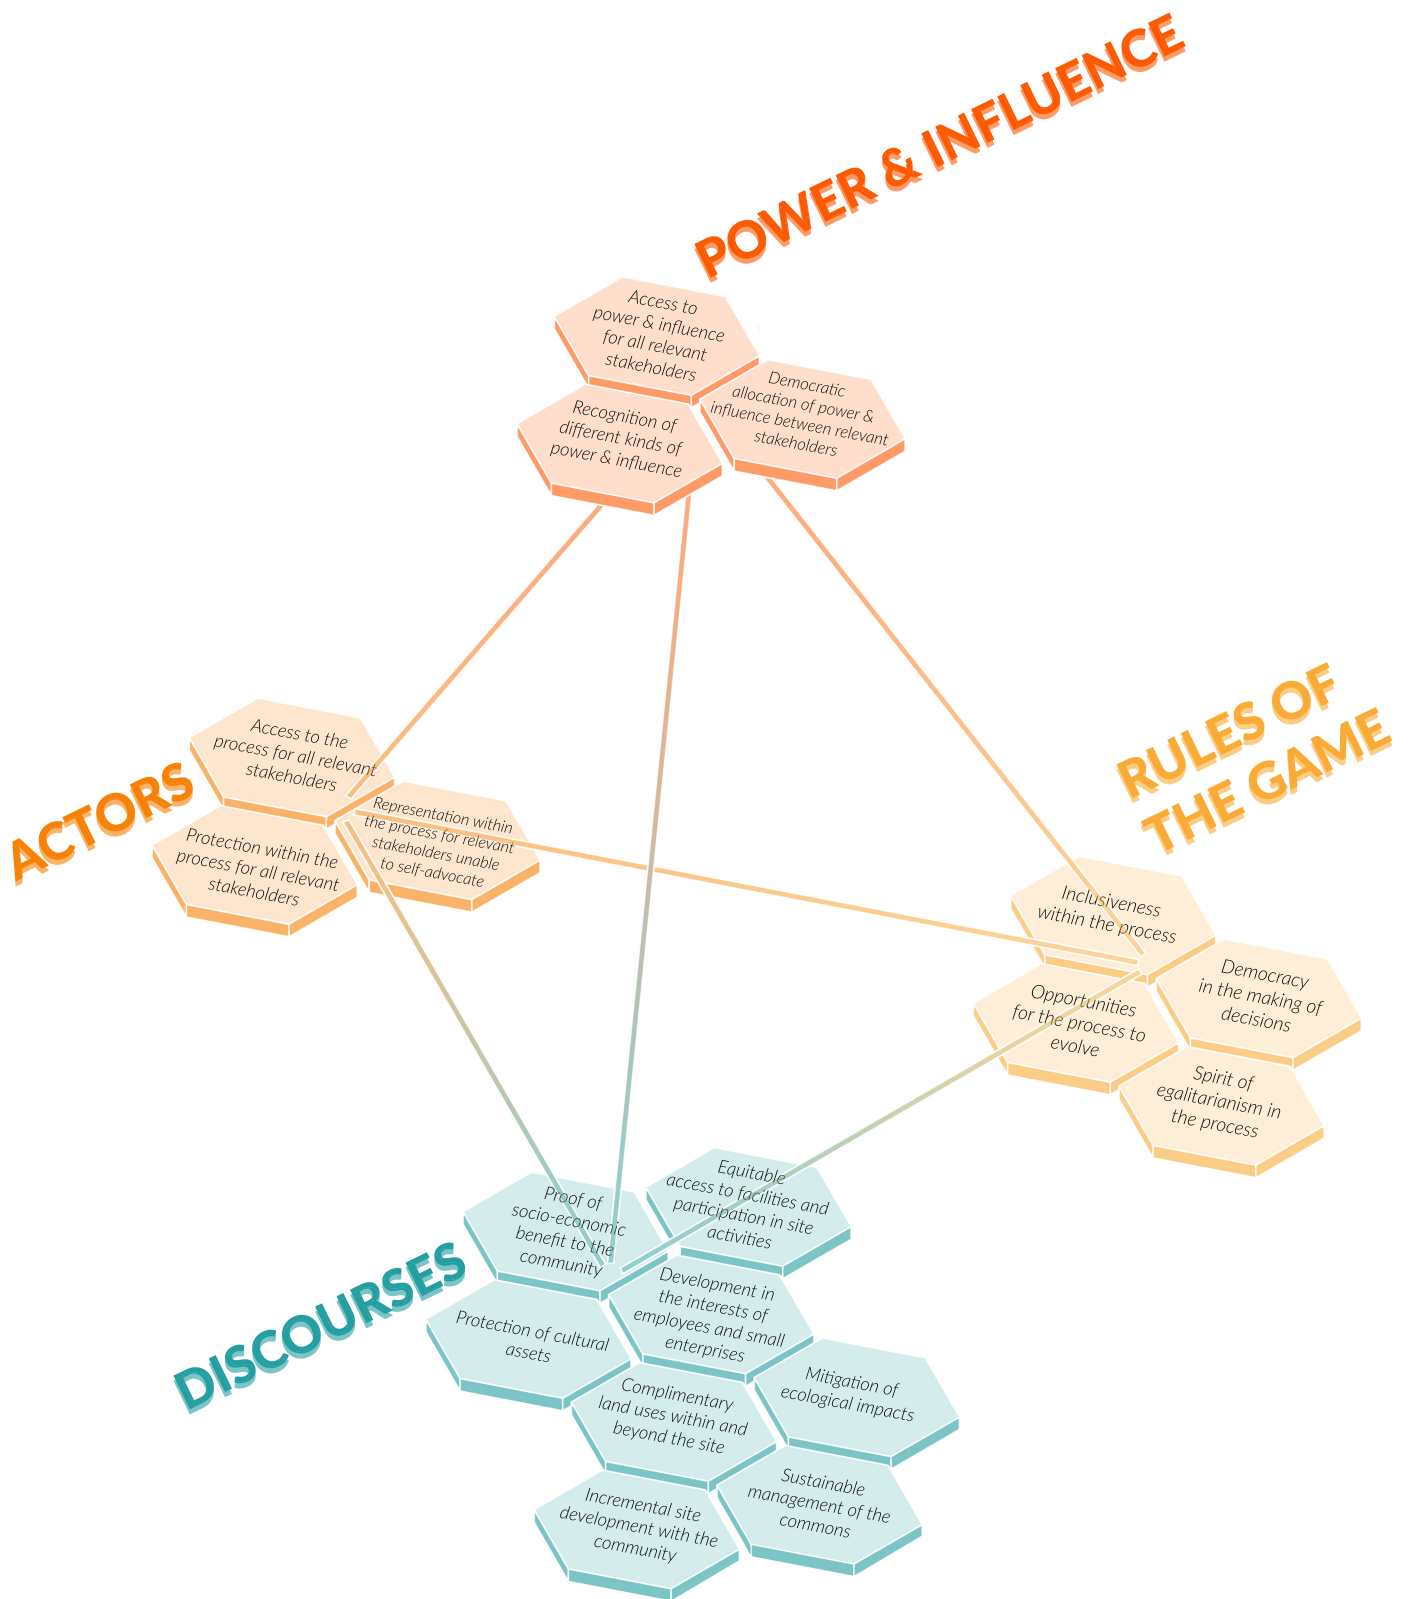 POWER & INFLUENCE
Access to
power & influence
for all relevant
stakeholders
Democratic
allocation of power &
influence between relevant
stakeholders
Recognition of
different kinds of
power & influence
ACTORS
Access to the
process for all relevant
stakeholders
Representation within
the process for relevant
stakeholders unable
to self-advocate
Protection within the
process for all relevant
stakeholders
RULES OF
THE GAME
Inclusiveness
within the process
Democracy
in the making of
decisions
Opportunities
for the process to
evolve
Spirit of
egalitarianism in
the process
DISCOURSES
Proof of
socio-economic
benefit to the
community
Equitable
access to facilities and
participation in site
activities
Development in
the interests of
employees and small
enterprises
Protection of cultural
assets
Mitigation of
ecological impacts
Complimentary
land uses within and
beyond the site
Sustainable
management of the
commons
Incremental site
development with the
community